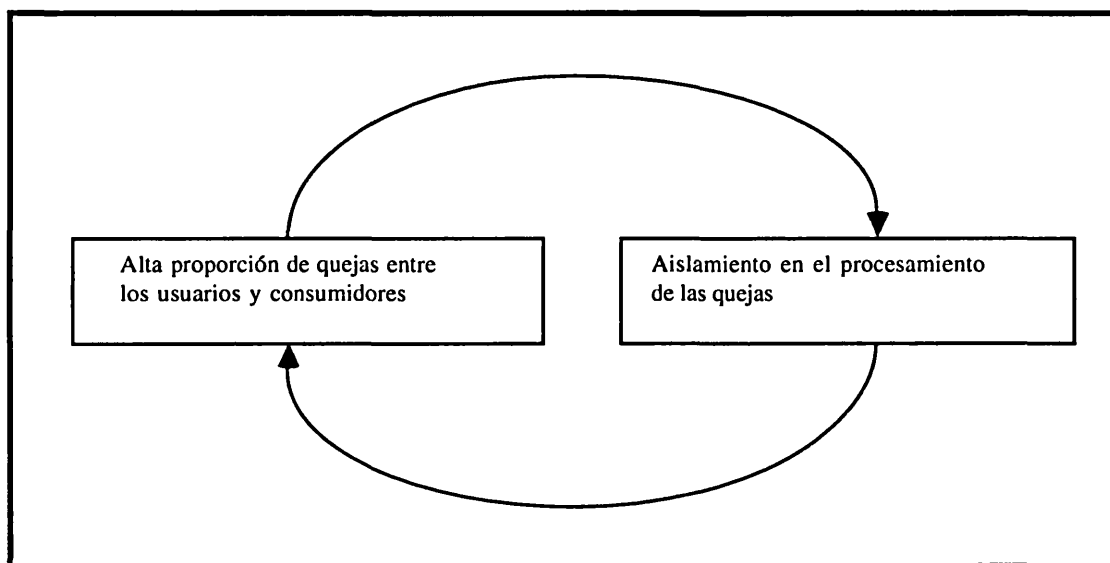 Alta proporción de quejas entre
los usuarios y consumidores
Aislamiento en el procesamiento
de las quejas